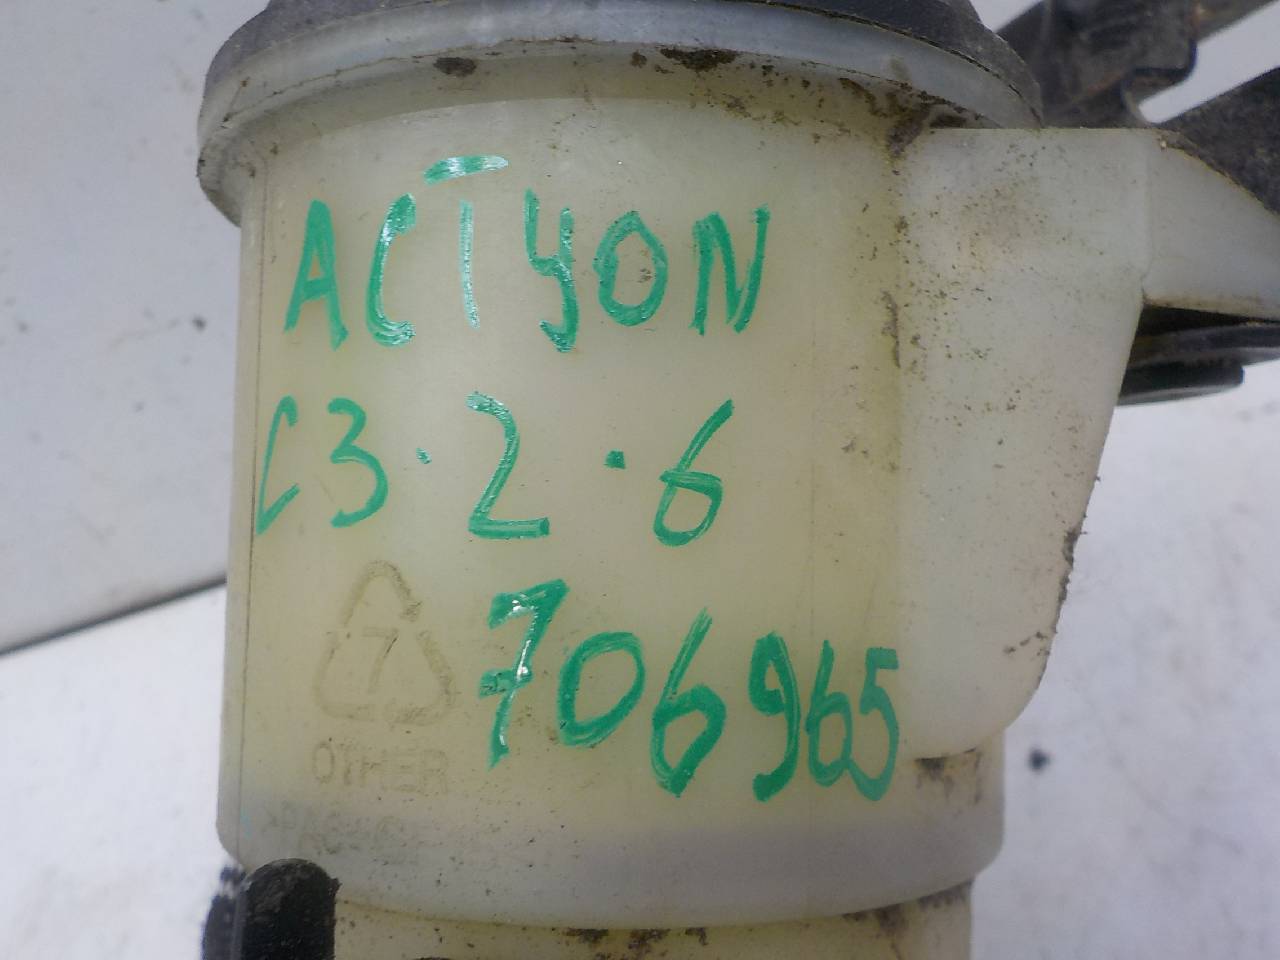 ACTYON
C3·2·6
706965
7
OTHER